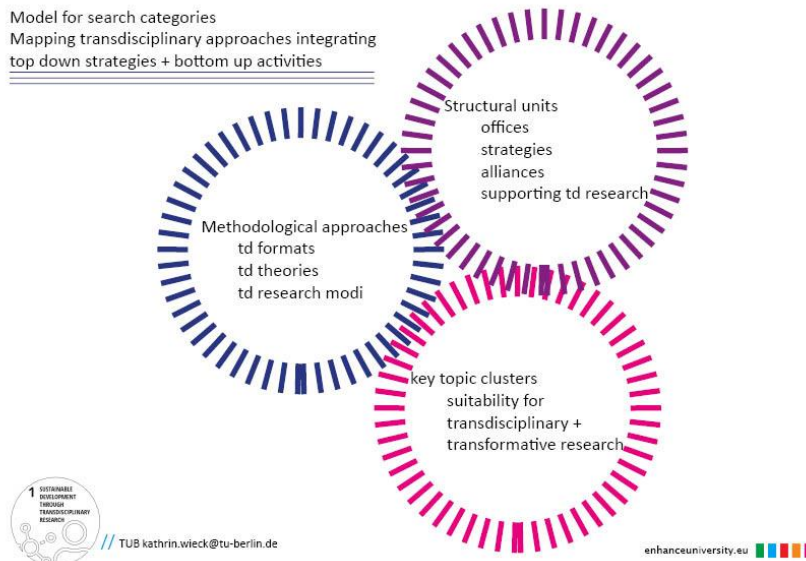 Model for search categories
Mapping transdisciplinary approaches integrating
top down strategies + bottom up activities
Structural units
offices
strategies
alliances
supporting td research
Methodological approaches
td formats
td theories
td research modi
key topic clusters
suitability for
transdisciplinary +
transformative research
1 SUSTAINABLE
DEVELOPMENT
THROUGH
TRANSDISCIPLINARY
RESEARCH
// TUB kathrin.wieck@tu-berlin.de
enhanceuniversity.eu